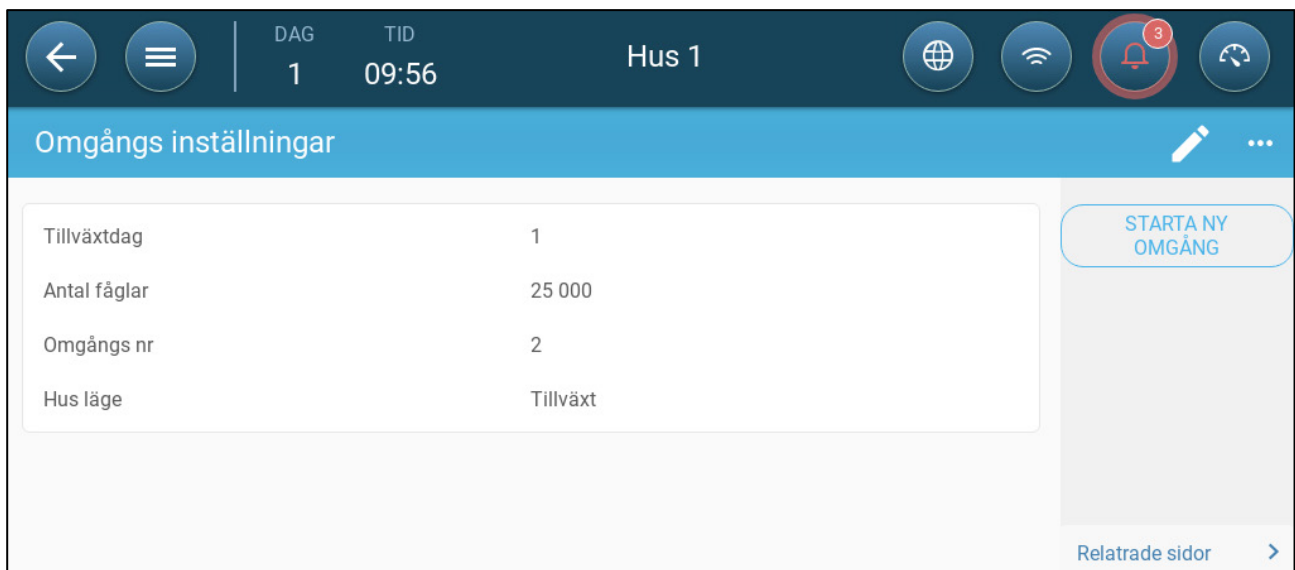 DAG TID
1 09:56 Hus 1 3
Omgångs inställningar
STARTA NY
OMGÅNG
Tillväxtdag 1
Antal fåglar 25 000
Omgångs nr 2
Hus läge Tillväxt
Relatrade sidor